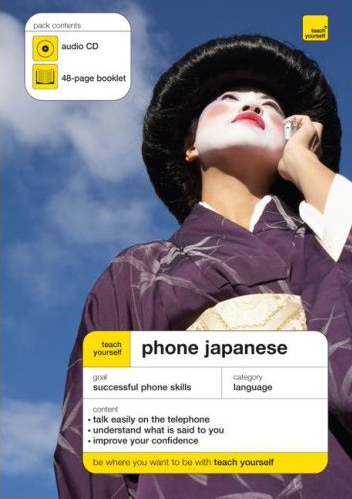 pack contents
audio CD
48-page booklet
teach
yourself
teach
yourself
phone japanese
goal
successful phone skills
category
language
content
• talk easily on the telephone
• understand what is said to you
• improve your confidence
be where you want to be with teach yourself